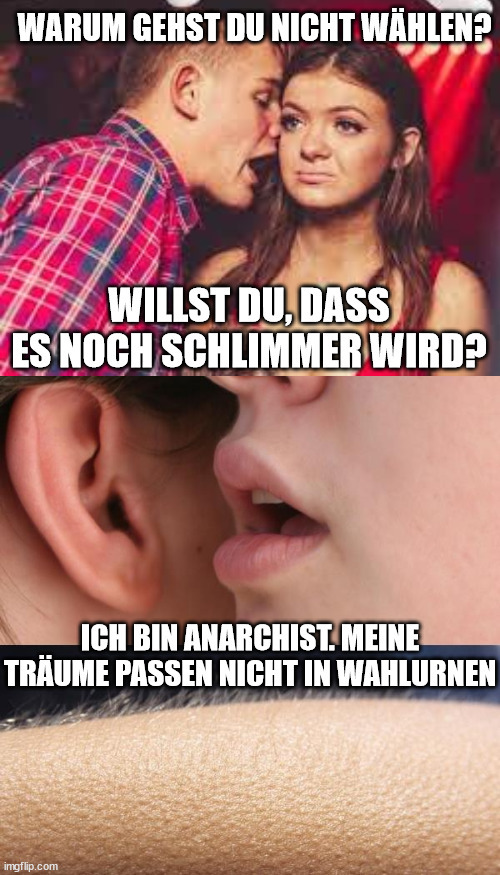 WARUM GEHST DU NICHT WÄHLEN?
WILLST DU, DASS
ES NOCH SCHLIMMER WIRD?
ICH BIN ANARCHIST. MEINE
TRÄUME PASSEN NICHT IN WAHLURNEN
imgflip.com